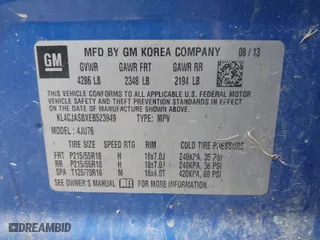 GM
MFD BY GM KOREA COMPANY 08/13
GVWR GAWR FRT GAWR RR
4286 LB 2348 LB 2194 LB
THIS VEHICLE CONFORMS TO ALL APPLICABLE U.S. FEDERAL MOTOR
VEHICLE SAFETY, BUMPER, AND THEFT PREVENTION STANDARDS
IN EFFECT ON THE DATE OF MANUFACTURE SHOWN ABOVE.
KL4CJASBXEB523949 TYPE: MPV
MODEL: 4JU76
TIRE SIZE SPEED RTG RIM COLD TIRE PRESSURE
FRT P215/55R18 H 18x7.0J 240KPA, 35 PSI
RR P215/55R18 H 18x7.0J 240KPA, 35 PSI
SPA T125/70R16 M 16x4.0T 420KPA, 60 PSI
SEE OWNER'S MANUAL FOR ADDITIONAL INFORMATION.
DREAMBID